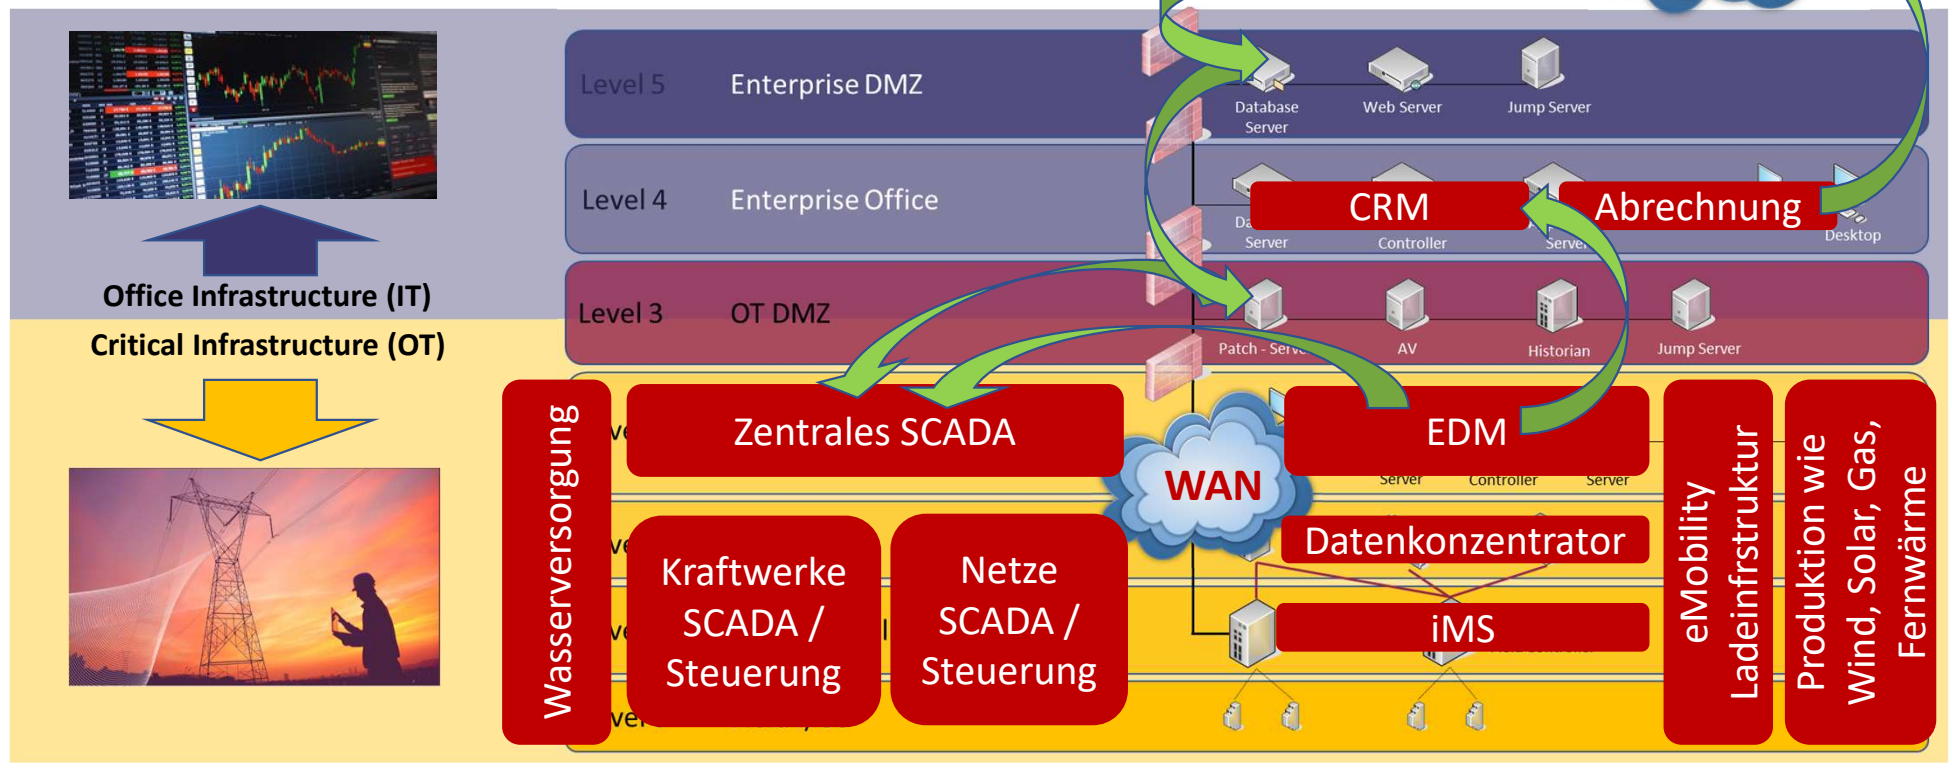 Level 5 Enterprise DMZ
Database
Server
Web Server
Jump Server
Level 4 Enterprise Office
CRM
Abrechnung
Server
Controller
Server
Desktop
Office Infrastructure (IT)
Critical Infrastructure (OT)
Level 3 OT DMZ
Patch - Serve
AV
Historian
Jump Server
Wasserversorgung
Zentrales SCADA
WAN
EDM
Server
Controller
Server
Datenkonzentrator
Kraftwerke
SCADA /
Steuerung
Netze
SCADA /
Steuerung
iMS
eMobility
Ladeinfrstruktur
Produktion wie
Wind, Solar, Gas,
Fernwärme